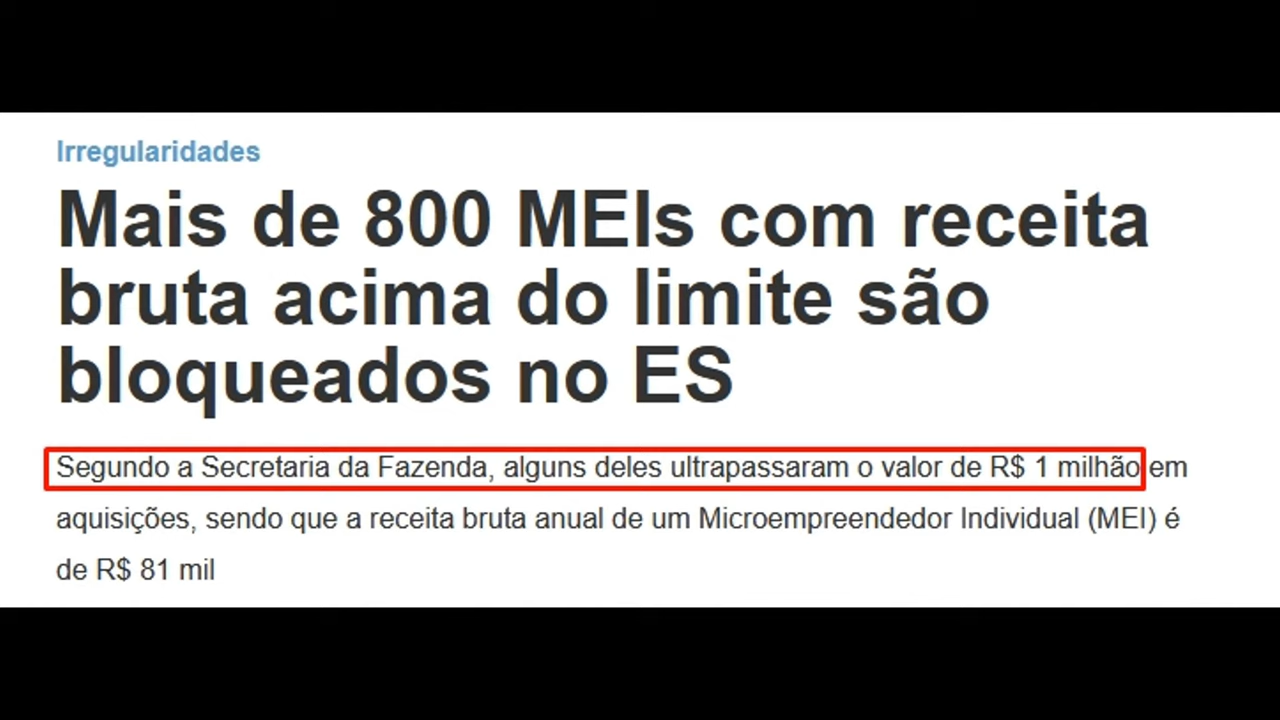 Irregularidades
Mais de 800 MEIs com receita
bruta acima do limite são
bloqueados no ES
Segundo a Secretaria da Fazenda, alguns deles ultrapassaram o valor de R$ 1 milhão em
aquisições, sendo que a receita bruta anual de um Microempreendedor Individual (MEI) é
de R$ 81 mil